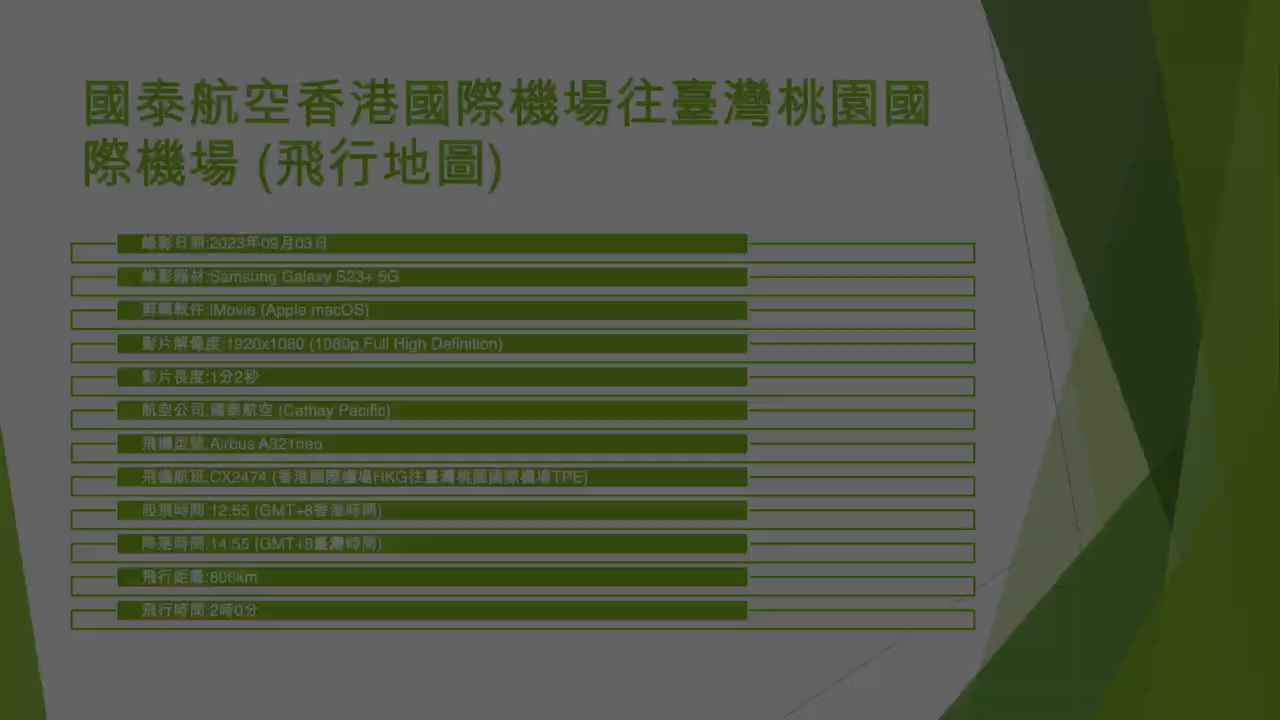 國泰航空香港國際機場往臺灣桃園國
際機場 (飛行地圖)
錄影日期:2023年09月03日
錄影器材:Samsung Galaxy S23+ 5G
剪輯軟件:iMovie (Apple macOS)
影片解像度:1920x1080 (1080p,Full High Definition)
影片長度:1分2秒
航空公司:國泰航空 (Cathay Pacific)
飛機型號:Airbus A321neo
飛機航班:CX2474 (香港國際機場HKG往臺灣桃園國際機場TPE)
起飛時間:12:55 (GMT+8香港時間)
降落時間:14:55 (GMT+8臺灣時間)
飛行距離:806km
飛行時間:2時0分